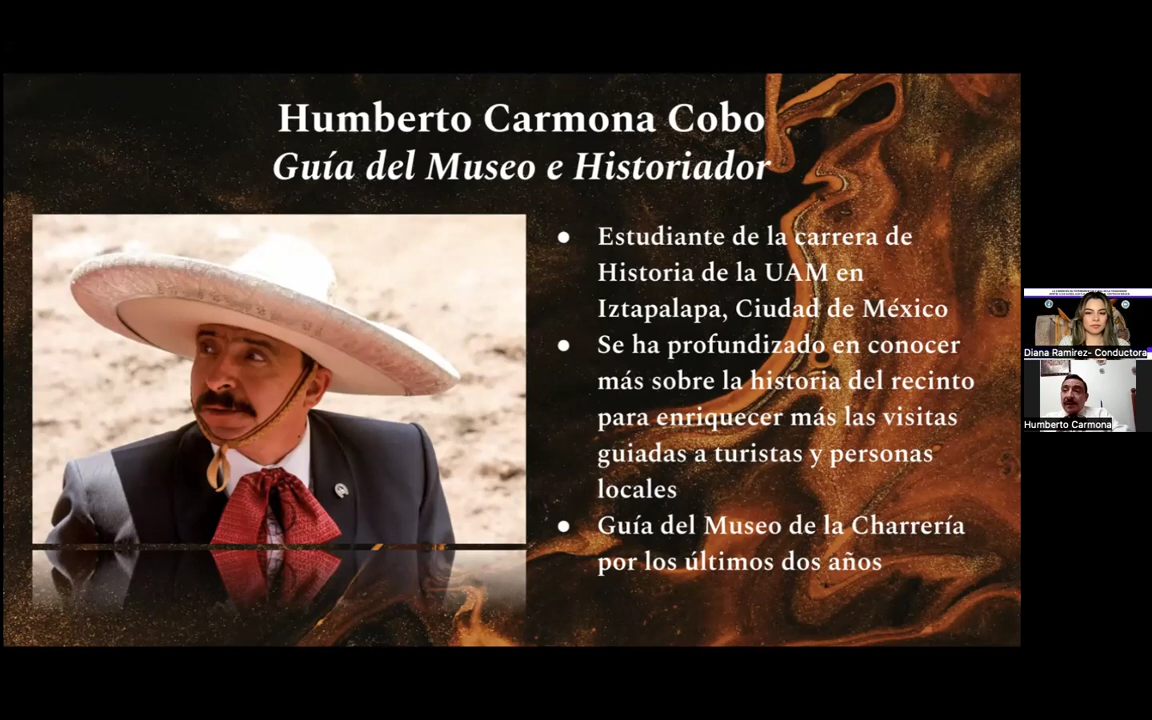 Humberto Carmona Cobo
Guía del Museo e Historiador
● Estudiante de la carrera de
Historia de la UAM en
Iztapalapa, Ciudad de México
● Se ha profundizado en conocer
más sobre la historia del recinto
para enriquecer más las visitas
guiadas a turistas y personas
locales
● Guía del Museo de la Charrería
por los últimos dos años
Diana Ramirez- Conductora
Humberto Carmona